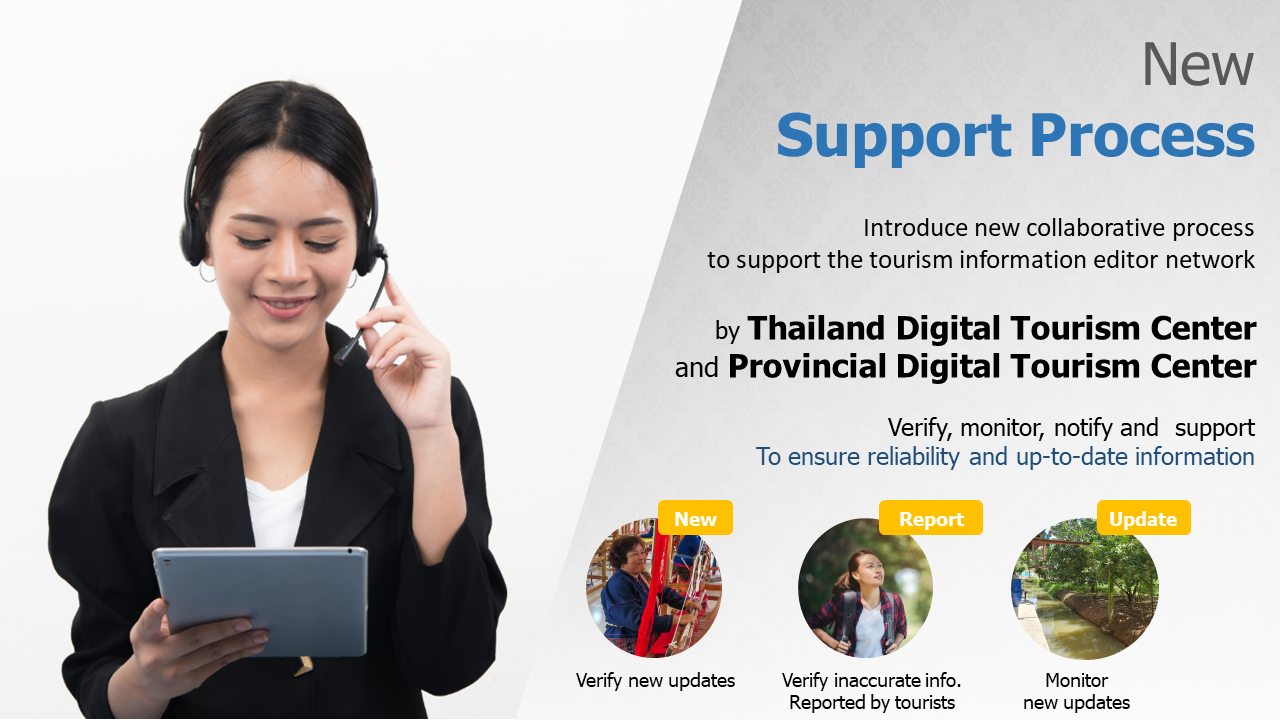 New
Support Process
Introduce new collaborative process
to support the tourism information editor network
by Thailand Digital Tourism Center
and Provincial Digital Tourism Center
Verify, monitor, notify and support
To ensure reliability and up-to-date information
New
Report
Update
Verify new updates
Verify inaccurate info.
Reported by tourists
Monitor
new updates